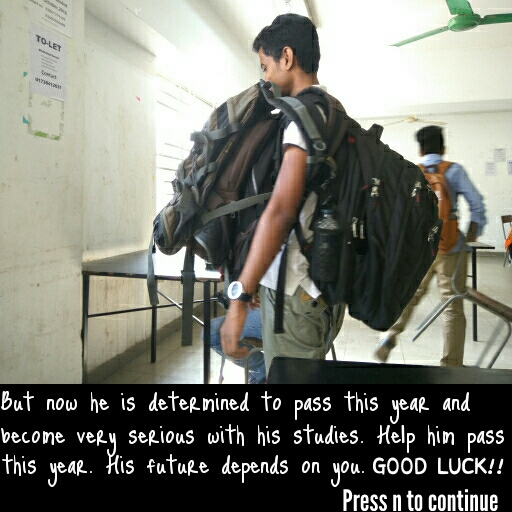 TO-LET
Contact
But now he is determined to pass this year and
become very serious with his studies. Help him pass
this year. His future depends on you. GOOD LUCK!!
Press n to continue